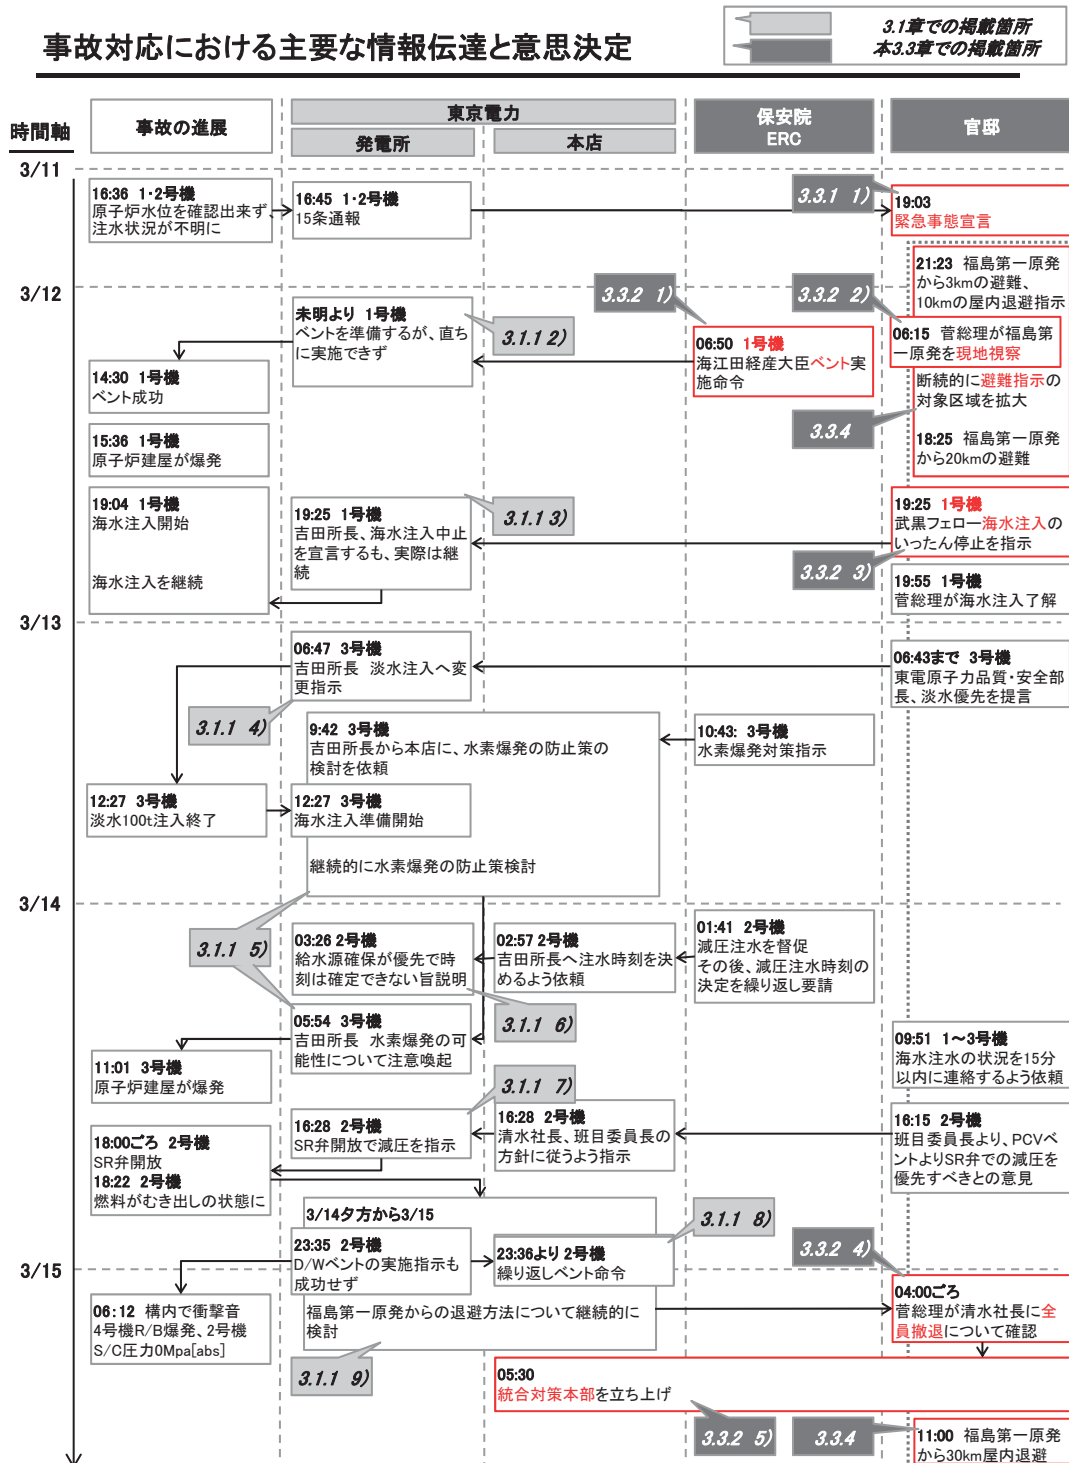 事故対応における主要な情報伝達と意思決定
3.1章での掲載箇所
本3.3章での掲載箇所
時間軸
事故の進展
東京電力
発電所
本店
保安院
ERC
官邸
3/11
16:36 1・2号機
原子炉水位を確認出来ず、
注水状況が不明に
16:45 1・2号機
15条通報
3.3.1 1)
19:03
緊急事態宣言
21:23 福島第一原発
から3kmの避難、
10kmの屋内退避指示
3/12
3.3.2 1)
3.3.2 2)
未明より 1号機
ベントを準備するが、直ち
に実施できず
3.1.1 2)
06:50 1号機
海江田経産大臣ベント実
施命令
06:15 菅総理が福島第
一原発を現地視察
14:30 1号機
ベント成功
断続的に避難指示の
対象区域を拡大
3.3.4
18:25 福島第一原発
から20kmの避難
15:36 1号機
原子炉建屋が爆発
19:04 1号機
海水注入開始
海水注入を継続
19:25 1号機
吉田所長、海水注入中止
を宣言するも、実際は継
続
3.1.1 3)
19:25 1号機
武黒フェロー海水注入の
いったん停止を指示
3.3.2 3)
19:55 1号機
菅総理が海水注入了解
3/13
06:47 3号機
吉田所長 淡水注入へ変
更指示
06:43まで 3号機
東電原子力品質・安全部
長、淡水優先を提言
3.1.1 4)
9:42 3号機
吉田所長から本店に、水素爆発の防止策の
検討を依頼
10:43: 3号機
水素爆発対策指示
12:27 3号機
淡水100t注入終了
12:27 3号機
海水注入準備開始
継続的に水素爆発の防止策検討
3/14
3.1.1 5)
03:26 2号機
給水源確保が優先で時
刻は確定できない旨説明
02:57 2号機
吉田所長へ注水時刻を決
めるよう依頼
01:41 2号機
減圧注水を督促
その後、減圧注水時刻の
決定を繰り返し要請
3.1.1 6)
05:54 3号機
吉田所長 水素爆発の可
能性について注意喚起
09:51 1～3号機
海水注水の状況を15分
以内に連絡するよう依頼
11:01 3号機
原子炉建屋が爆発
3.1.1 7)
16:28 2号機
SR弁開放で減圧を指示
16:28 2号機
清水社長、班目委員長の
方針に従うよう指示
16:15 2号機
班目委員長より、PCVベ
ントよりSR弁での減圧を
優先すべきとの意見
18:00ごろ 2号機
SR弁開放
18:22 2号機
燃料がむき出しの状態に
3/14夕方から3/15
3.1.1 8)
23:35 2号機
D/Wベントの実施指示も
成功せず
23:36より 2号機
繰り返しベント命令
3.3.2 4)
3/15
04:00ごろ
菅総理が清水社長に全
員撤退について確認
06:12 構内で衝撃音
4号機R/B爆発、2号機
S/C圧力0Mpa[abs]
福島第一原発からの退避方法について継続的に
検討
3.1.1 9)
05:30
統合対策本部を立ち上げ
3.3.2 5)
3.3.4
11:00 福島第一原発
から30km屋内退避